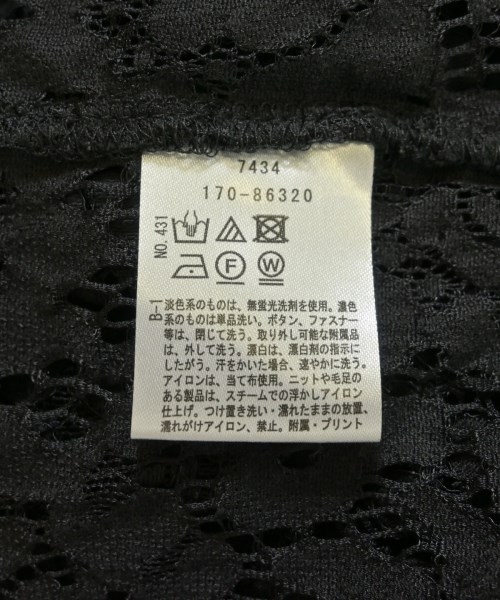 7434
170-86320
NO. 431
F
W
B-1
淡色系のものは、無蛍光洗剤を使用。濃色
系のものは単品洗い。ボタン、ファスナー
等は、閉じて洗う。取り外し可能な附属品
は、外して洗う。漂白は、漂白剤の指示に
したがう。汗をかいた場合、速やかに洗う。
アイロンは、当て布使用。ニットや毛足の
ある製品は、スチームでの浮かしアイロン
仕上げ。つけ置き洗い・濡れたままの放置、
濡れがけアイロン、禁止。附属・プリント